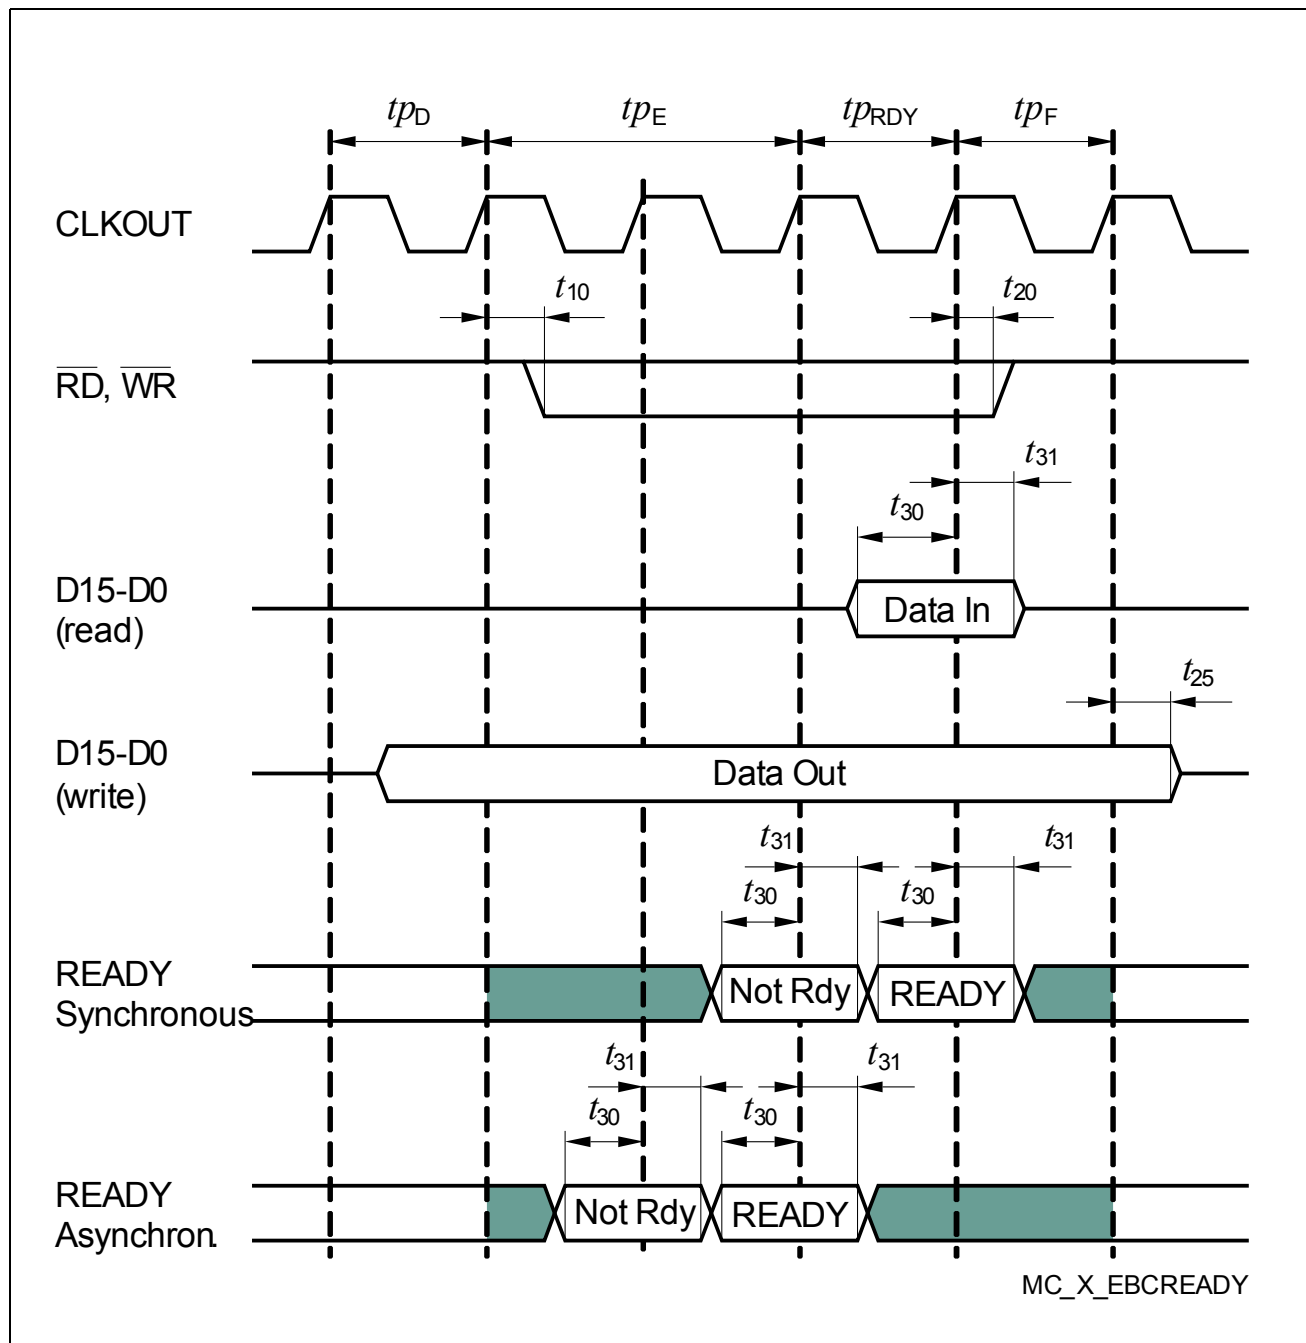 tpD tpE tpRDY tpF
CLKOUT
t10 t20
RD, WR
t31
t30
D15-D0
(read)
Data In
t25
D15-D0
(write)
Data Out
t31 t31
t30 t30
READY
Synchronous
Not Rdy READY
t31 t31
t30 t30
READY
Asynchron.
Not Rdy READY
MC_X_EBCREADY